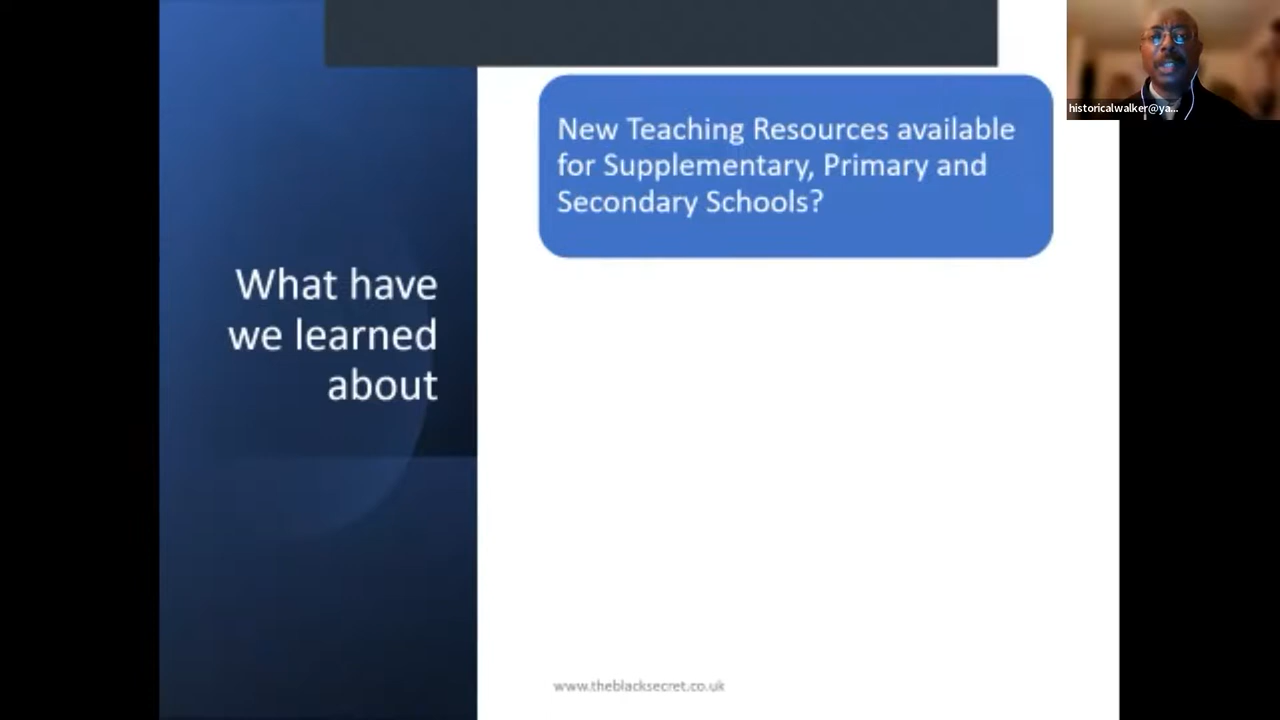 historicalwalker@ya...
New Teaching Resources available
for Supplementary, Primary and
Secondary Schools?
What have
we learned
about
www.theblacksecret.co.uk